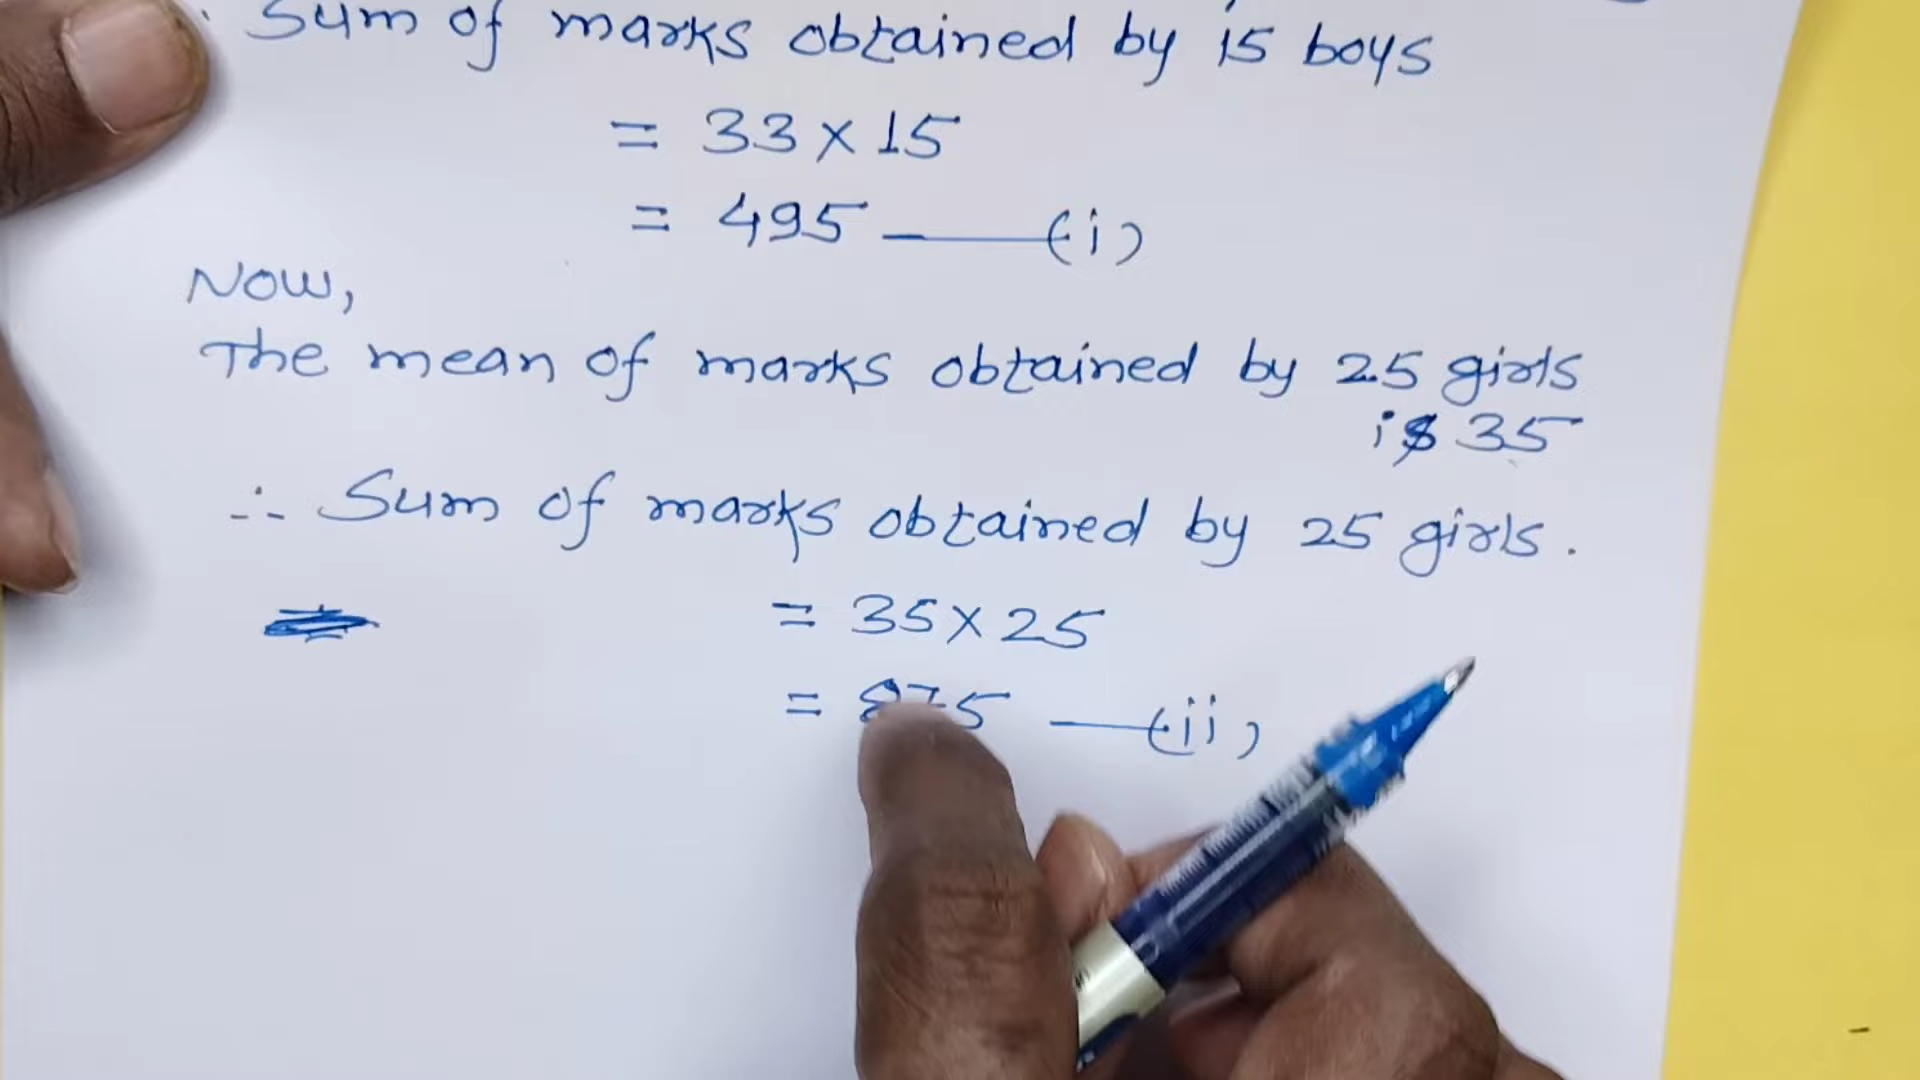 Sum of marks obtained by 15 boys
= 33 × 15
= 495 ——(i)
Now,
The mean of marks obtained by 25 girls
is 35
∴ Sum of marks obtained by 25 girls.
= 35 × 25
= 875 ——(ii)